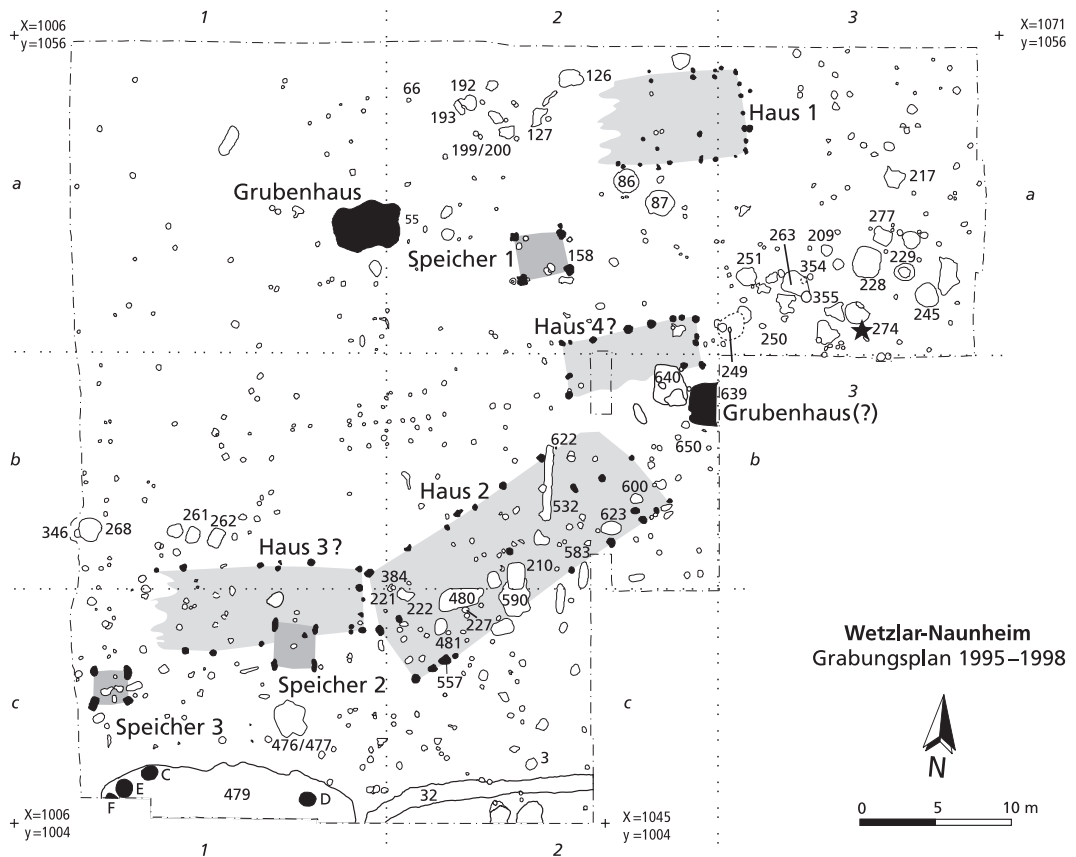 X=1006
y=1056
1
2
3
X=1071
y=1056
66
192
126
193
127
199/200
Haus 1
a
Grubenhaus
55
86
87
217
a
Speicher 1
158
277
263
209
251
354
229
228
355
245
Haus 4?
250
274
249
640
639
3
Grubenhaus(?)
650
b
622
b
Haus 2
600
532
346
268
261
262
623
Haus 3?
583
384
210
221
222
480
590
227
481
557
Speicher 2
c
Speicher 3
476/477
c
Wetzlar-Naunheim
Grabungsplan 1995–1998
3
C
E
F
479
D
32
N
0
5
10 m
X=1006
y=1004
X=1045
y=1004
1
2